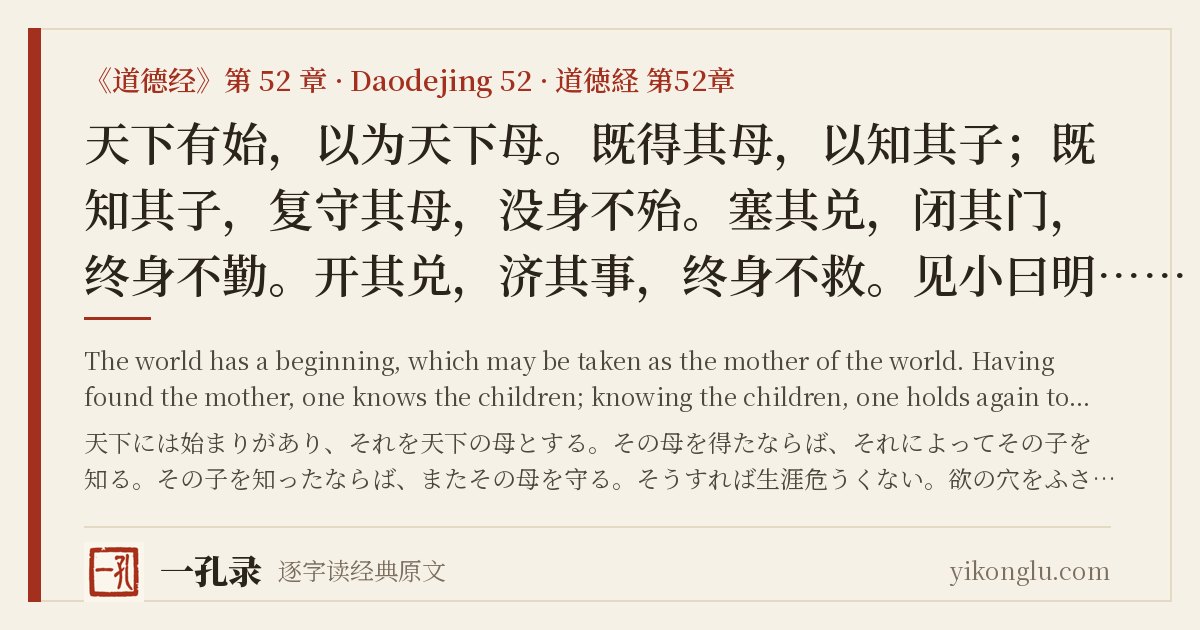 《道德经》第 52 章 · Daodejing 52 · 道徳経 第52章
天下有始，以为天下母。既得其母，以知其子；既
知其子，复守其母，没身不殆。塞其兑，闭其门，
终身不勤。开其兑，济其事，终身不救。见小曰明……
The world has a beginning, which may be taken as the mother of the world. Having
found the mother, one knows the children; knowing the children, one holds again to...
天下には始まりがあり、それを天下の母とする。その母を得たならば、それによってその子を
知る。その子を知ったならば、またその母を守る。そうすれば生涯危うくない。欲の穴をふさ…
一孔
一孔录 逐字读经典原文 yikonglu.com